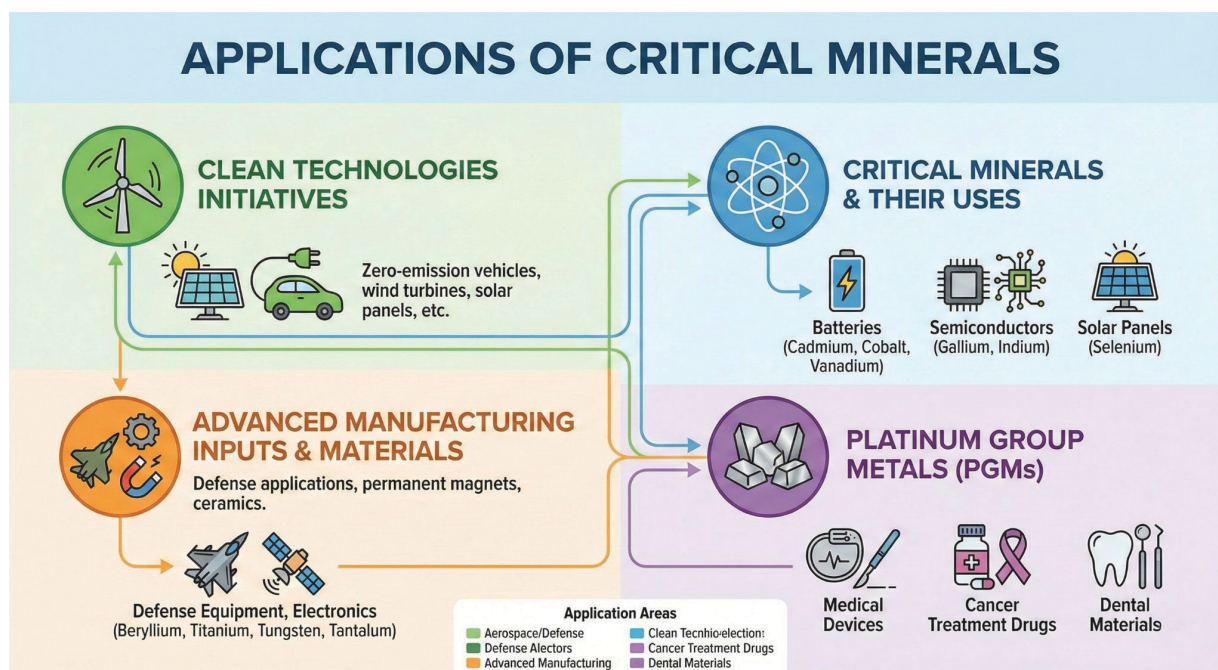 APPLICATIONS OF CRITICAL MINERALS
CLEAN TECHNOLOGIES
INITIATIVES
Zero-emission vehicles,
wind turbines, solar
panels, etc.
CRITICAL MINERALS
& THEIR USES
Batteries
(Cadmium, Cobalt,
Vanadium)
Semiconductors
(Gallium, Indium)
Solar Panels
(Selenium)
ADVANCED MANUFACTURING
INPUTS & MATERIALS
Defense applications, permanent magnets,
ceramics.
Defense Equipment, Electronics
(Beryllium, Titanium, Tungsten, Tantalum)
PLATINUM GROUP
METALS (PGMs)
Medical
Devices
Cancer
Treatment Drugs
Dental
Materials
Application Areas
Aerospace/Defense
Defense Alectors
Advanced Manufacturing
Clean
Cancer Treatment Drugs
Dental Materials